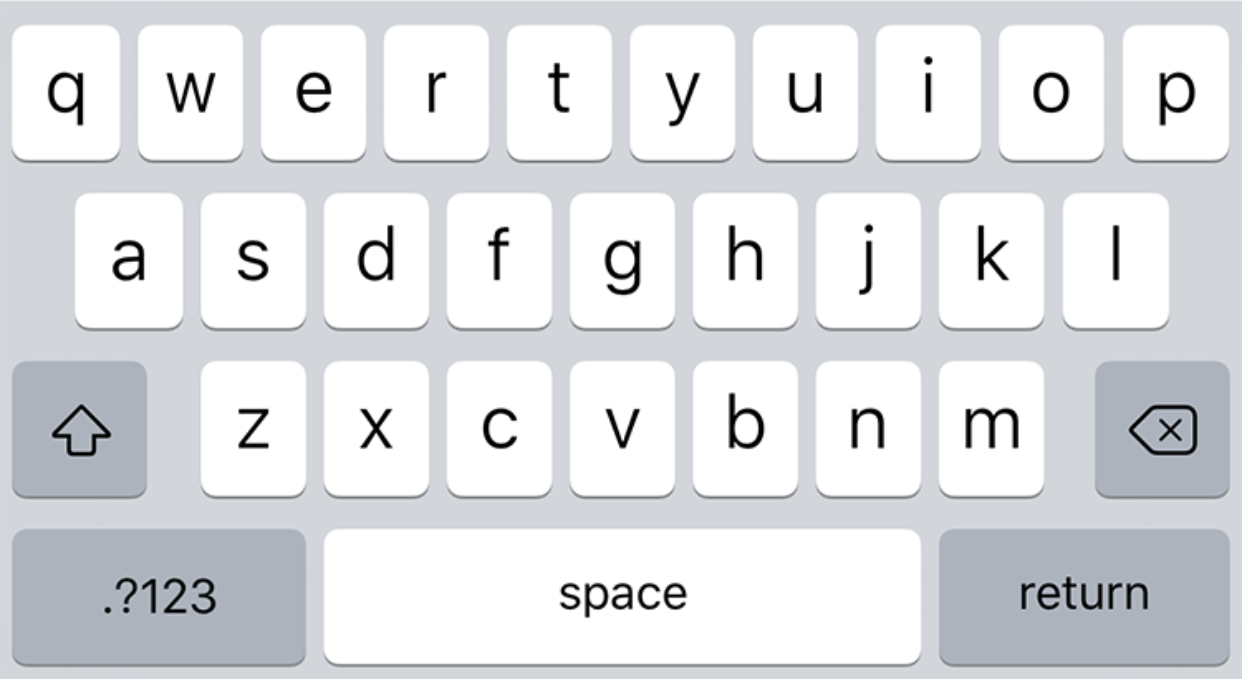 q w e r t y u i o p
a s d f g h j k l
z x c v b n m
.?123 space return